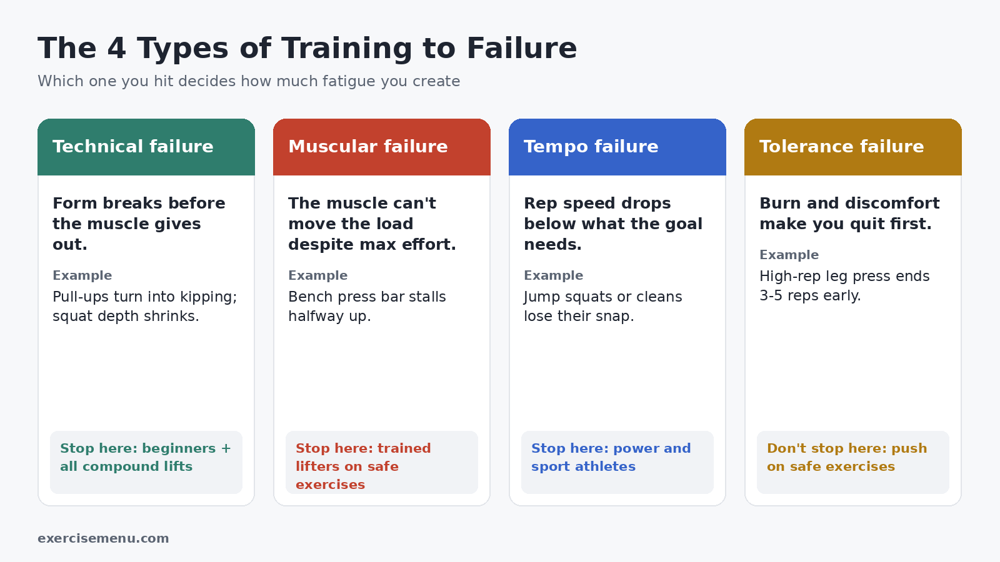 The 4 Types of Training to Failure
Which one you hit decides how much fatigue you create
Technical failure
Form breaks before
the muscle gives
out.
Example
Pull-ups turn into kipping;
squat depth shrinks.
Stop here: beginners +
all compound lifts
Muscular failure
The muscle can't
move the load
despite max effort.
Example
Bench press bar stalls
halfway up.
Stop here: trained
lifters on safe
exercises
Tempo failure
Rep speed drops
below what the goal
needs.
Example
Jump squats or cleans
lose their snap.
Stop here: power and
sport athletes
Tolerance failure
Burn and discomfort
make you quit first.
Example
High-rep leg press ends
3-5 reps early.
Don't stop here: push
on safe exercises
exercisemenu.com